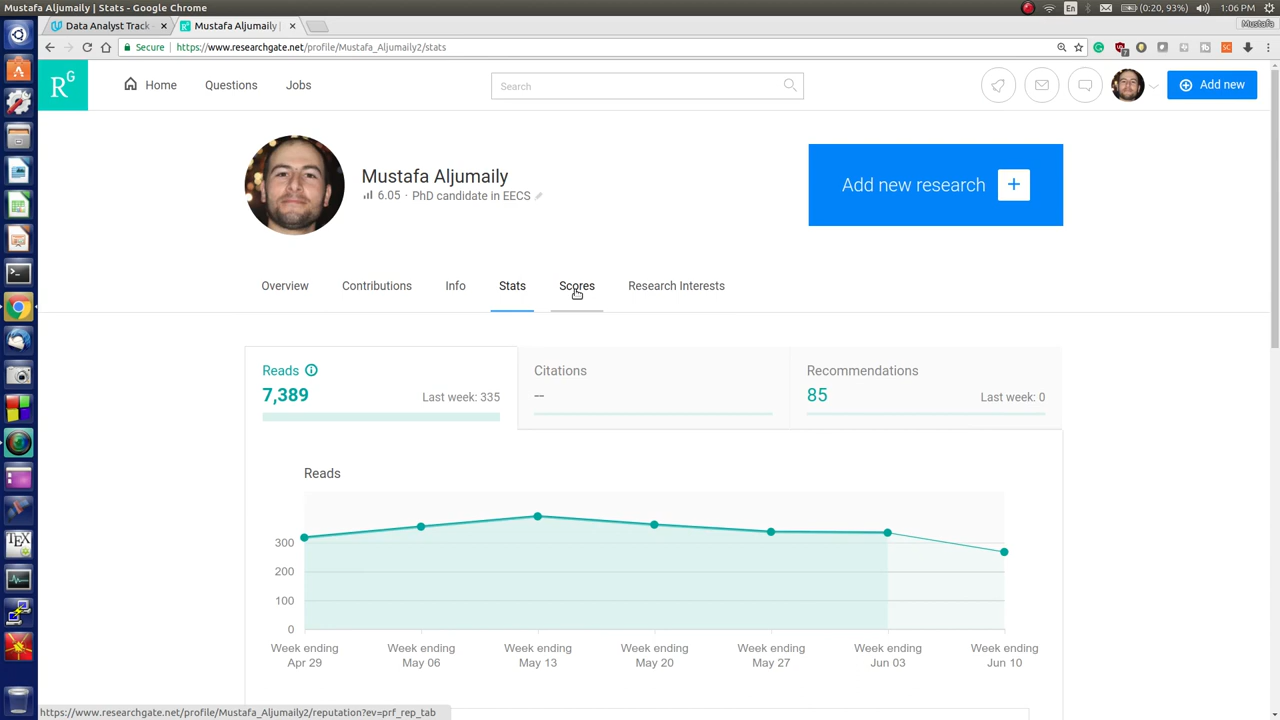 Mustafa Aljumaily | Stats - Google Chrome
En
(0:20, 93%)
1:06 PM
Data Analyst Track -
Mustafa Aljumaily |
Mustafa
Secure
https://www.researchgate.net/profile/Mustafa_Aljumaily2/stats
RG
Home
Questions
Jobs
Search
Add new
Mustafa Aljumaily
6.05 · PhD candidate in EECS
Add new research
Overview
Contributions
Info
Stats
Scores
Research Interests
Reads
7,389
Last week: 335
Citations
--
Recommendations
85
Last week: 0
Reads
300
200
100
0
Week ending Apr 29
Week ending May 06
Week ending May 13
Week ending May 20
Week ending May 27
Week ending Jun 03
Week ending Jun 10
https://www.researchgate.net/profile/Mustafa_Aljumaily2/reputation?ev=prf_rep_tab